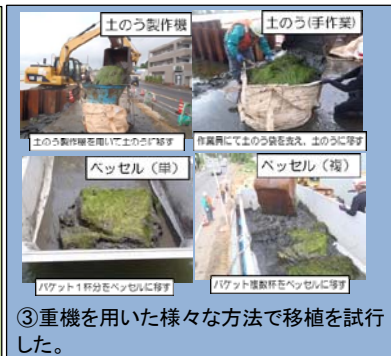 土のう製作機
土のう(手作業)
土のう製作機を用いて土のうに移す
作業員にて土のう袋を支え、土のうに移す
ベッセル（単）
ベッセル（複）
バケット１杯分をベッセルに移す
バケット複数杯をベッセルに移す
③重機を用いた様々な方法で移植を試行
した。